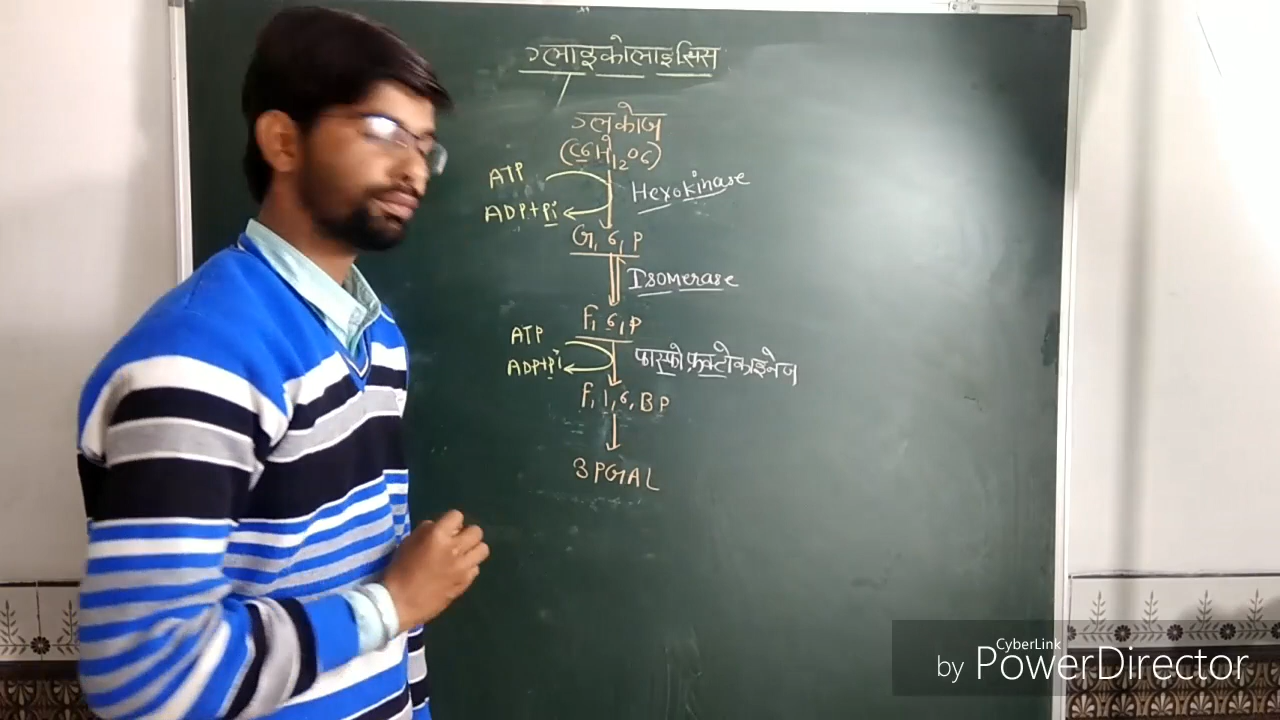 ग्लाइकोलाइसिस
ग्लूकोज
(C6H12O6)
ATP
Hexokinase
ADP+Pi
G, 6, P
Isomerase
F, 6, P
ATP
फास्फोफ्रक्टोकाइनेज
ADP+Pi
F, 1, 6, BP
3PGAL
CyberLink
by PowerDirector